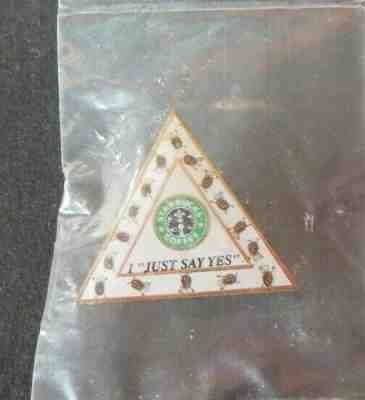 STARBUCKS
COFFEE
I "JUST SAY YES"